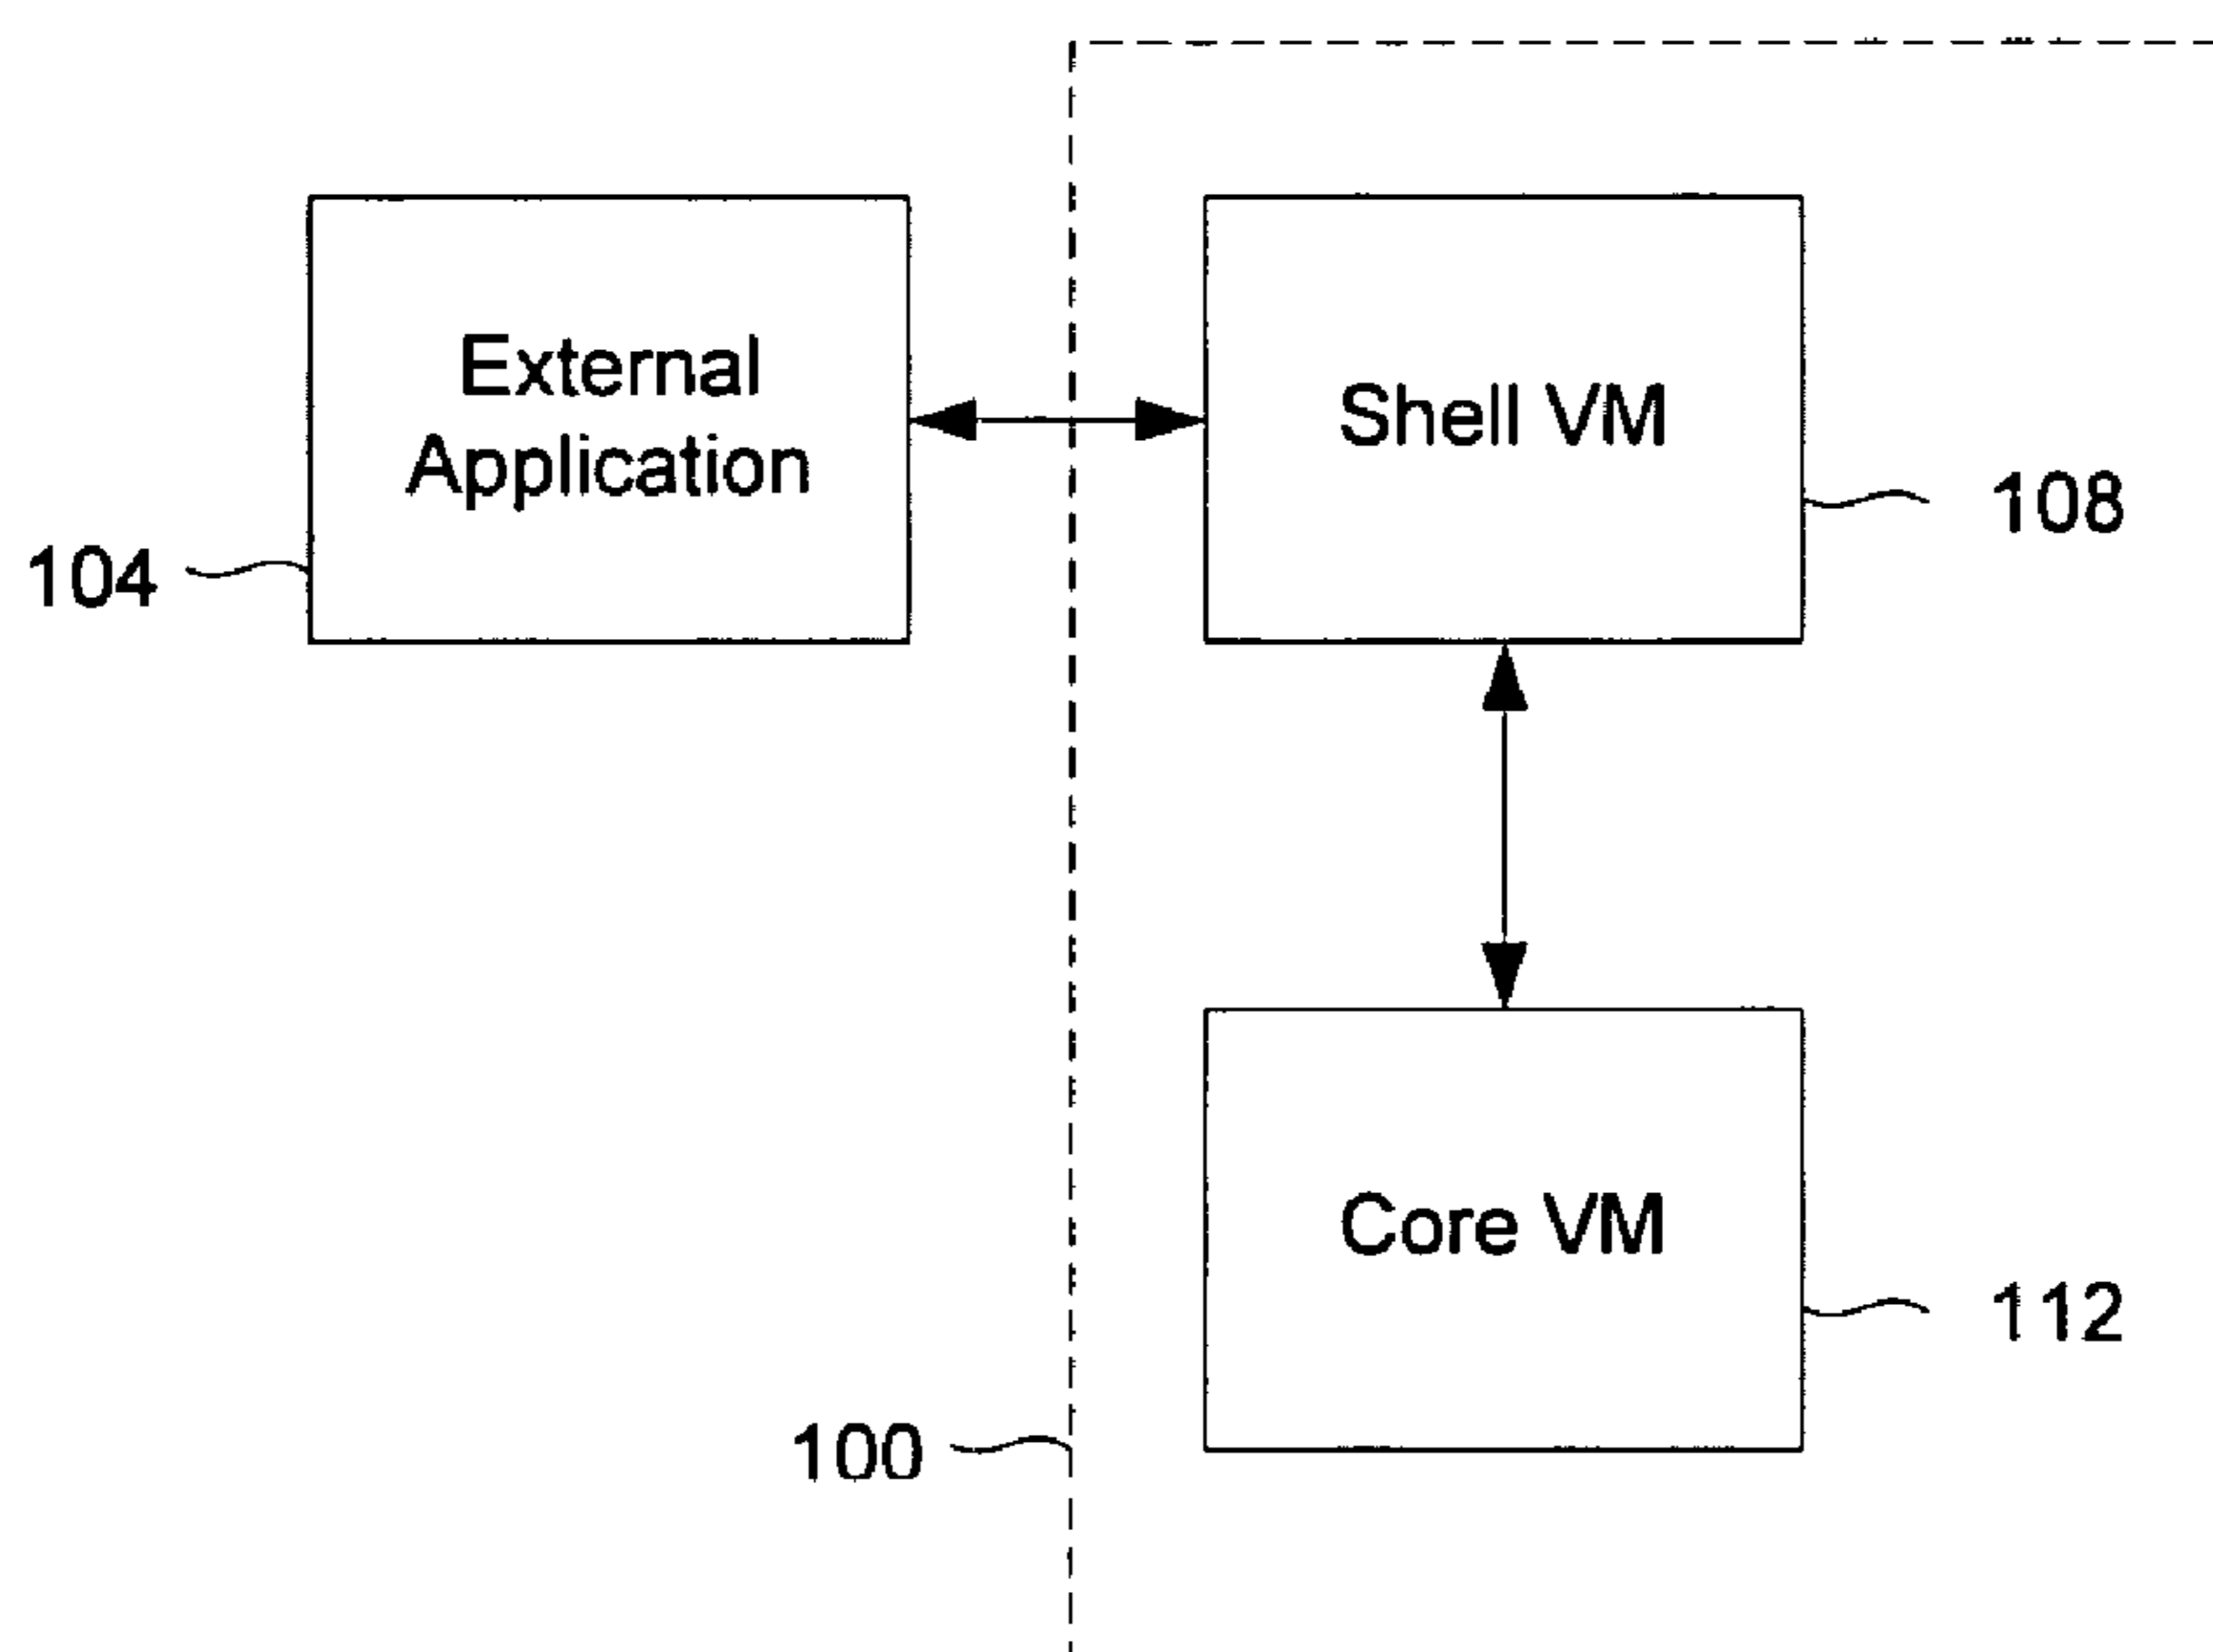 External
Application
Shell VM
108
104
Core VM
112
100